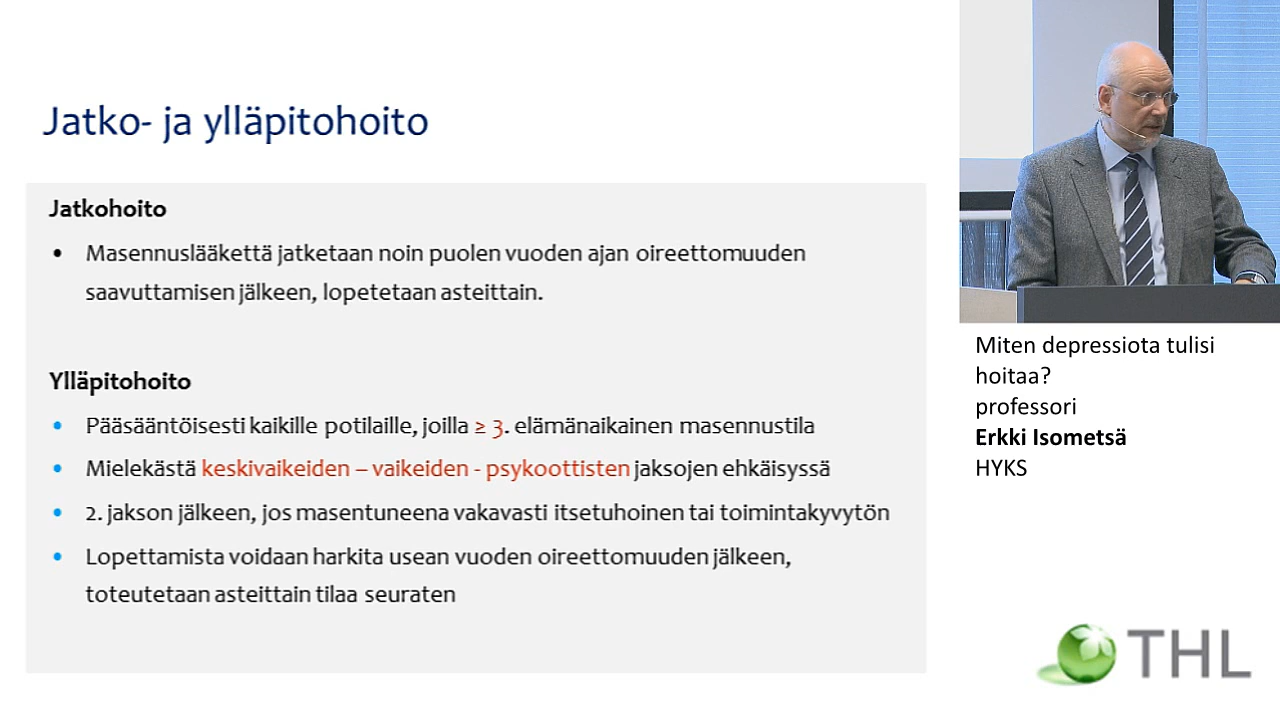 Jatko- ja ylläpitohoito
Jatkohoito
• Masennuslääkettä jatketaan noin puolen vuoden ajan oireettomuuden
saavuttamisen jälkeen, lopetetaan asteittain.
Ylläpitohoito
• Pääsääntöisesti kaikille potilaille, joilla ≥ 3. elämänaikainen masennustila
• Mielekästä keskivaikeiden – vaikeiden - psykoottisten jaksojen ehkäisyssä
• 2. jakson jälkeen, jos masentuneena vakavasti itsetuhoinen tai toimintakyvytön
• Lopettamista voidaan harkita usean vuoden oireettomuuden jälkeen,
toteutetaan asteittain tilaa seuraten
Miten depressiota tulisi
hoitaa?
professori
Erkki Isometsä
HYKS
THL